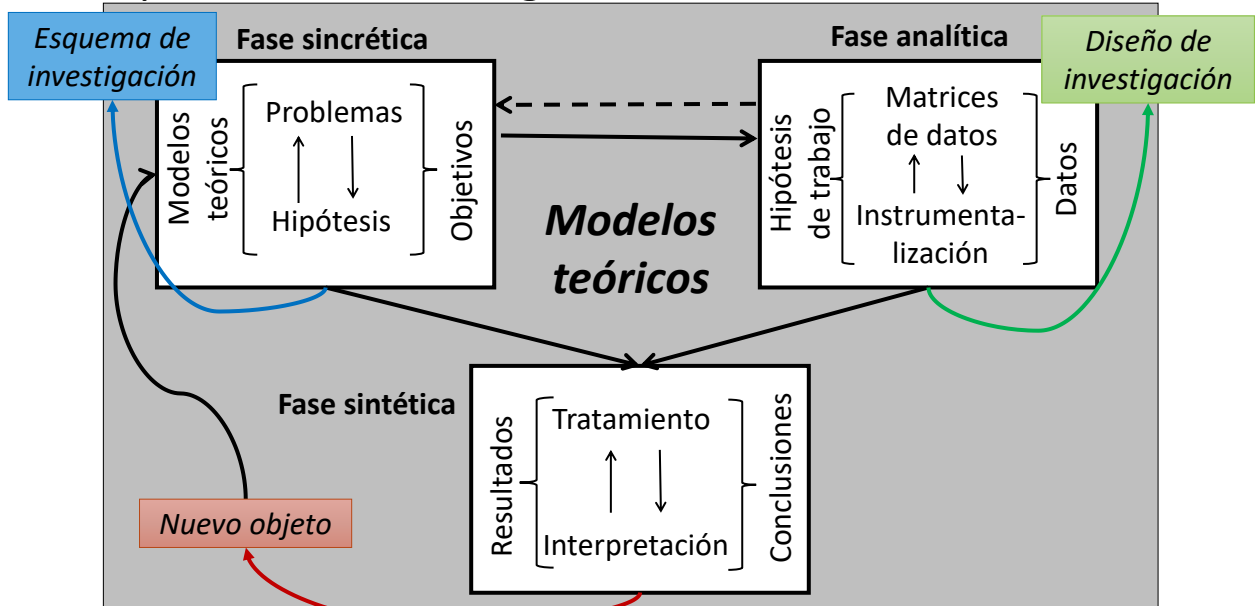 Esquema de
investigación
Fase sincrética
Modelos
teóricos
Problemas
Hipótesis
Objetivos
Fase analítica
Diseño de
investigación
Hipótesis
de trabajo
Matrices
de datos
Instrumenta-
lización
Datos
Modelos
teóricos
Fase sintética
Resultados
Tratamiento
Interpretación
Conclusiones
Nuevo objeto